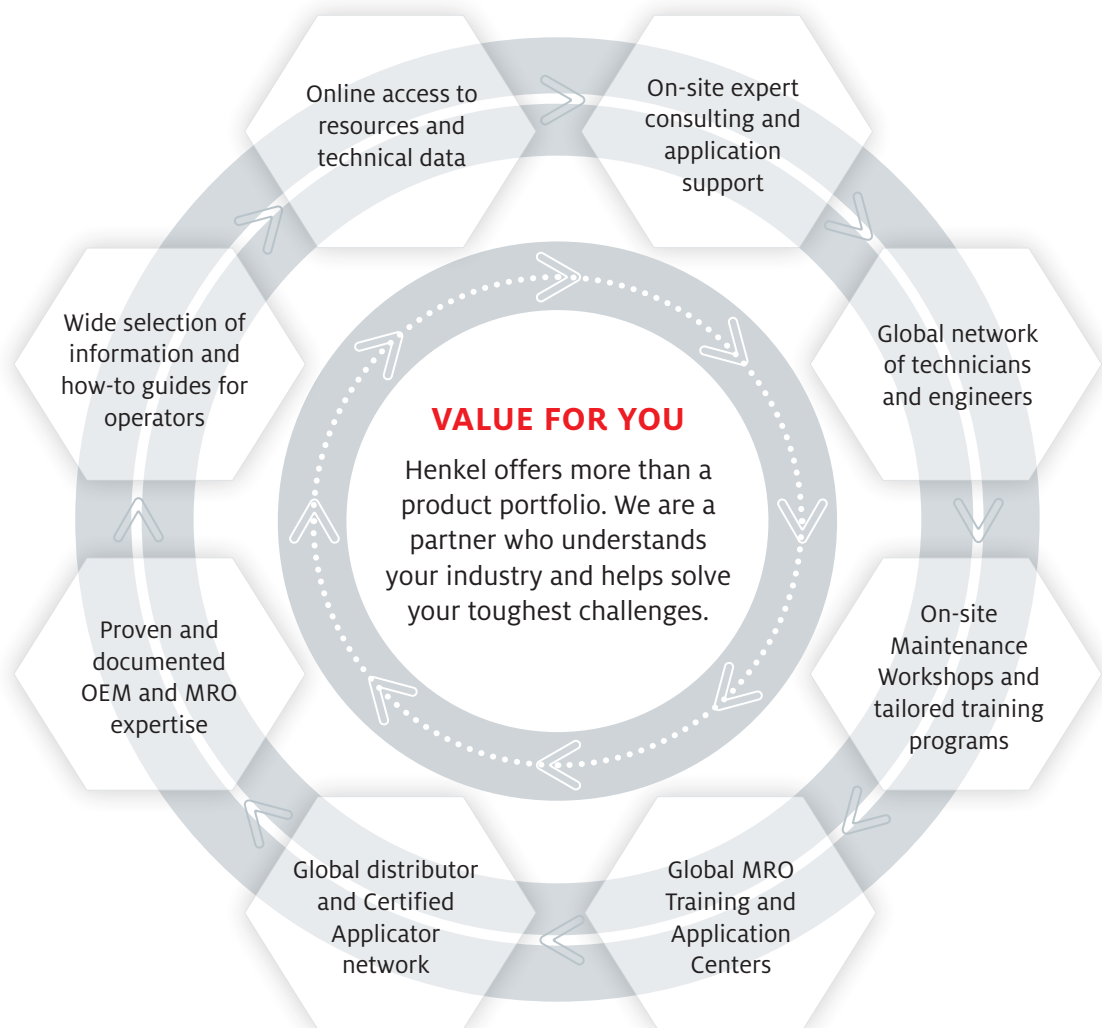 Online access to
resources and
technical data
On-site expert
consulting and
application
support
Wide selection of
information and
how-to guides for
operators
Global network
of technicians
and engineers
VALUE FOR YOU
Henkel offers more than a
product portfolio. We are a
partner who understands
your industry and helps solve
your toughest challenges.
Proven and
documented
OEM and MRO
expertise
On-site
Maintenance
Workshops and
tailored training
programs
Global distributor
and Certified
Applicator
network
Global MRO
Training and
Application
Centers